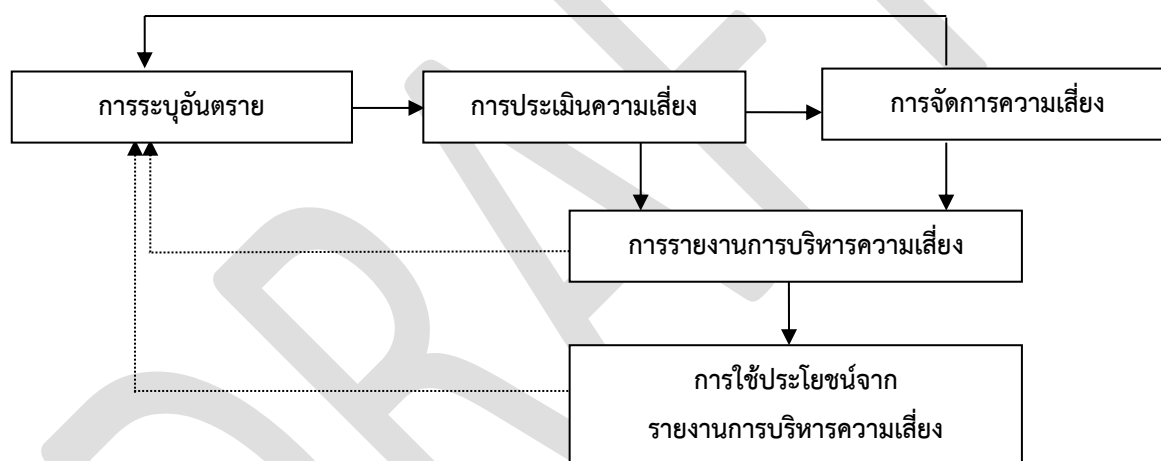 การระบุอันตราย
การประเมินความเสี่ยง
การจัดการความเสี่ยง
การรายงานการบริหารความเสี่ยง
การใช้ประโยชน์จาก
รายงานการบริหารความเสี่ยง
DRAFT